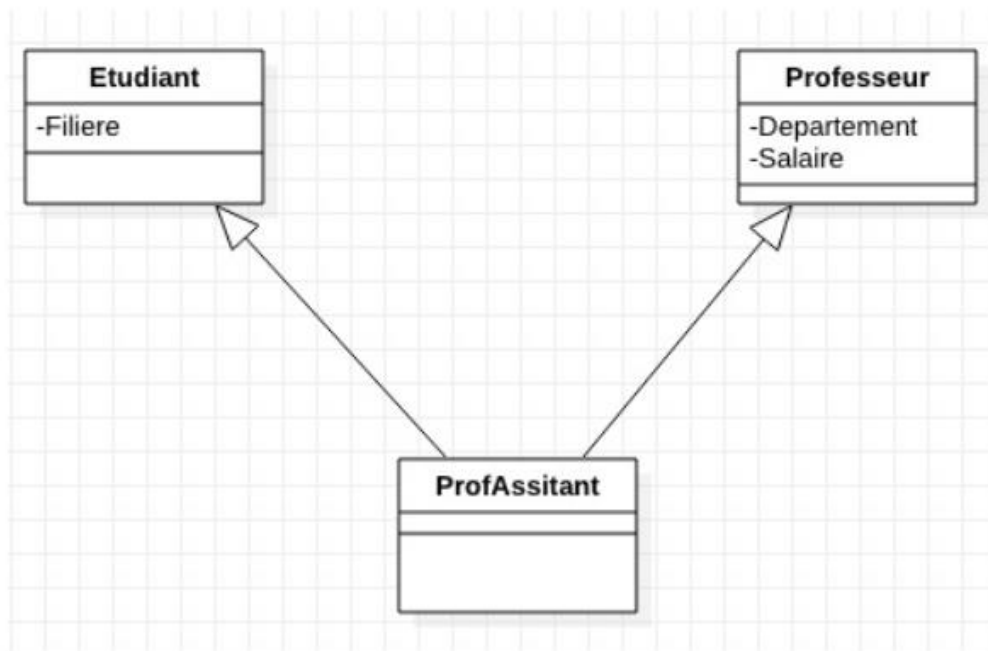 Etudiant
-Filiere
Professeur
-Departement
-Salaire
ProfAssitant